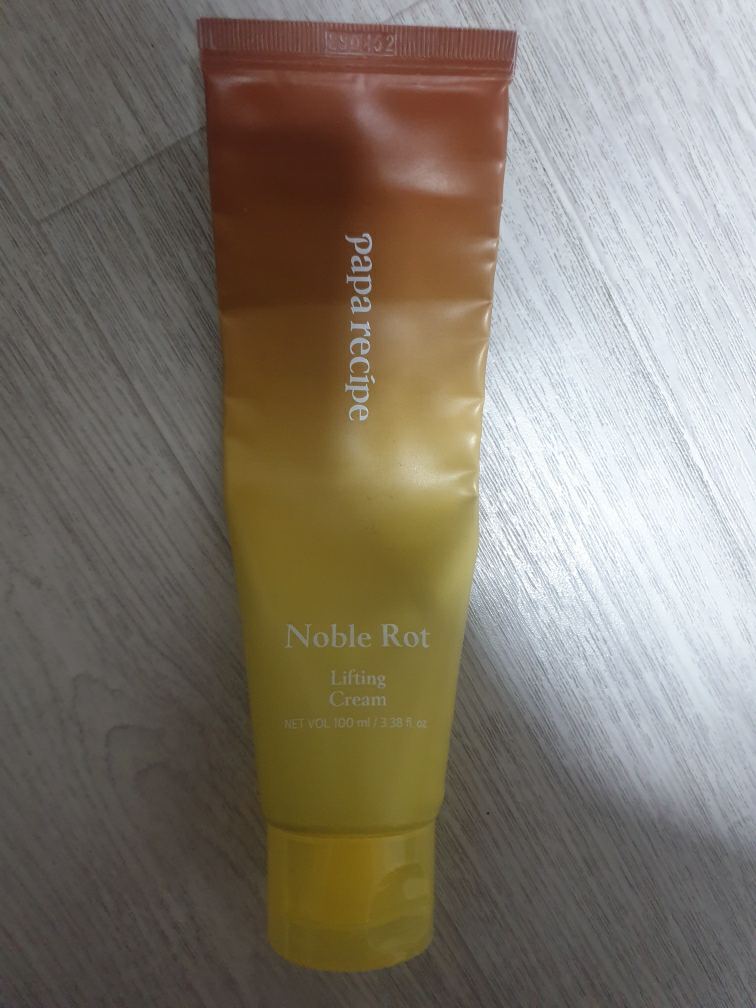 papa recipe
Noble Rot
Lifting
Cream
NET VOL 100 ml / 3.38 fl oz